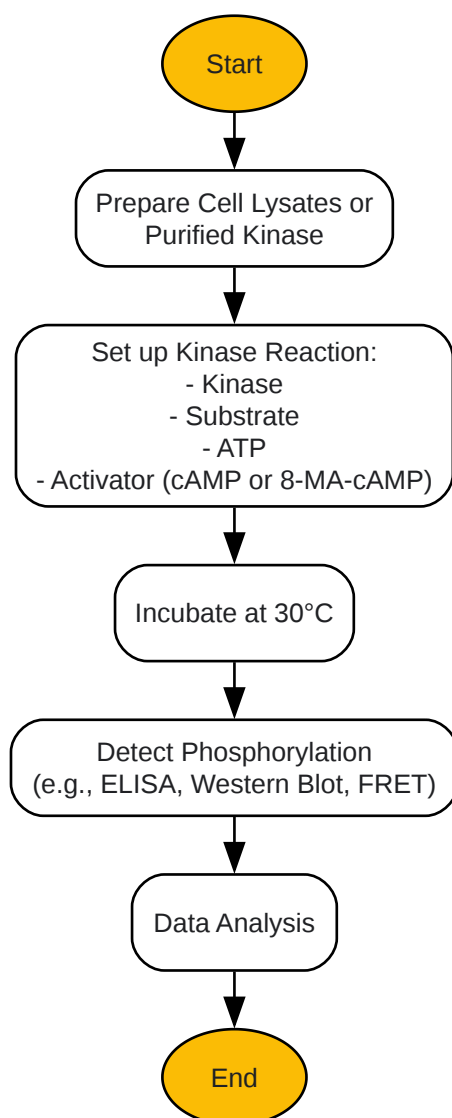 Start
Prepare Cell Lysates or
Purified Kinase
Set up Kinase Reaction:
- Kinase
- Substrate
- ATP
- Activator (cAMP or 8-MA-cAMP)
Incubate at 30°C
Detect Phosphorylation
(e.g., ELISA, Western Blot, FRET)
Data Analysis
End